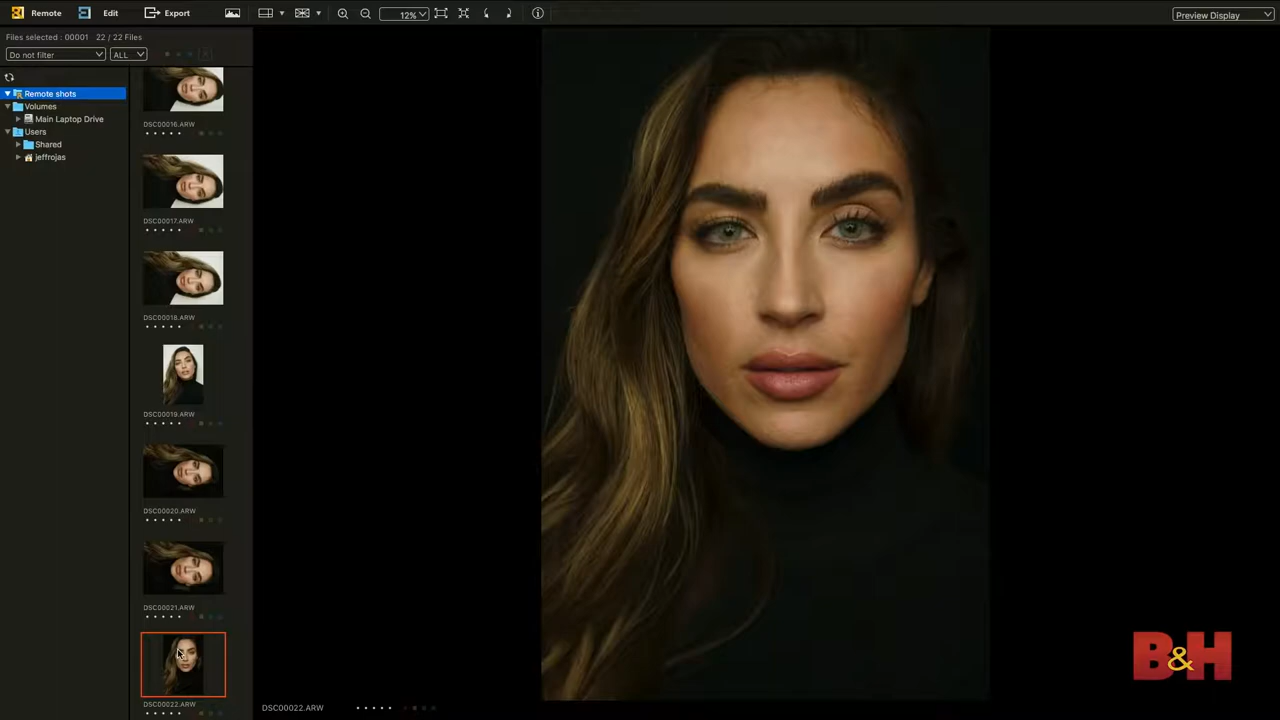 Remote
Edit
Export
12%
Preview Display
Files selected : 00001 22 / 22 Files
Do not filter
ALL
Remote shots
Volumes
Main Laptop Drive
Users
Shared
jeffrojas
DSC00016.ARW
DSC00017.ARW
DSC00018.ARW
DSC00019.ARW
DSC00020.ARW
DSC00021.ARW
DSC00022.ARW
DSC00022.ARW
B&H